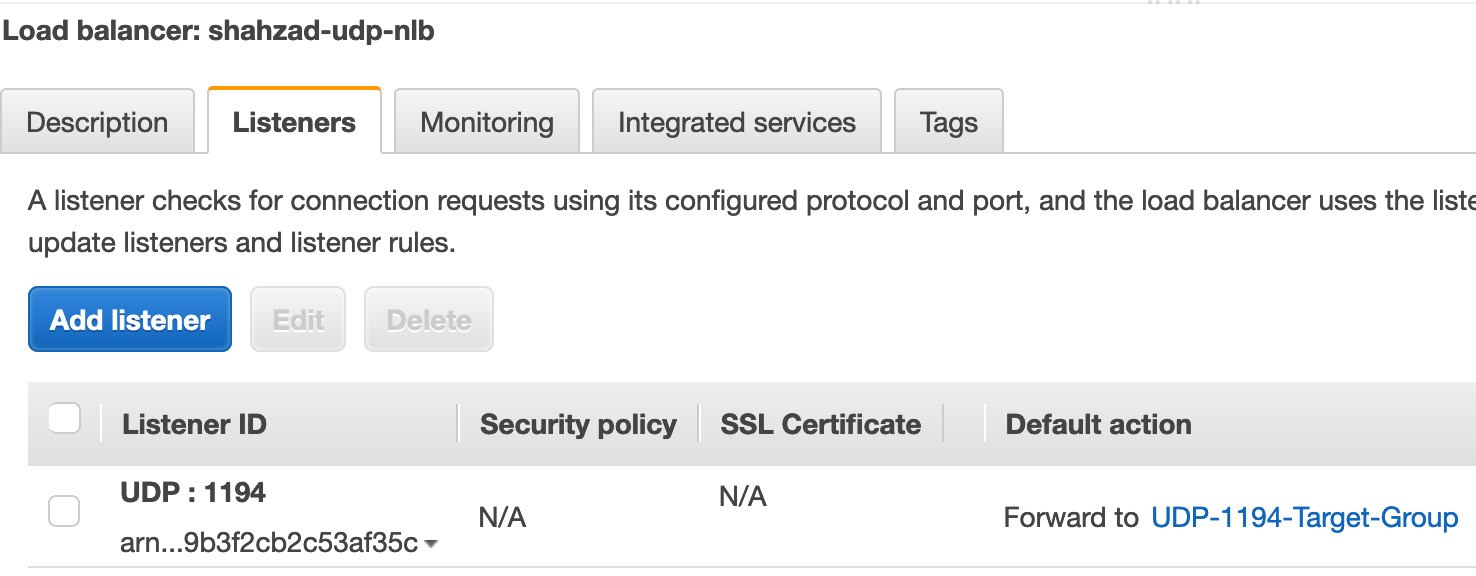 Load balancer: shahzad-udp-nlb
Description Listeners Monitoring Integrated services Tags
A listener checks for connection requests using its configured protocol and port, and the load balancer uses the
update listeners and listener rules.
Add listener Edit Delete
Listener ID Security policy SSL Certificate Default action
UDP : 1194
N/A
N/A
Forward to UDP-1194-Target-Group
arn...9b3f2cb2c53af35c